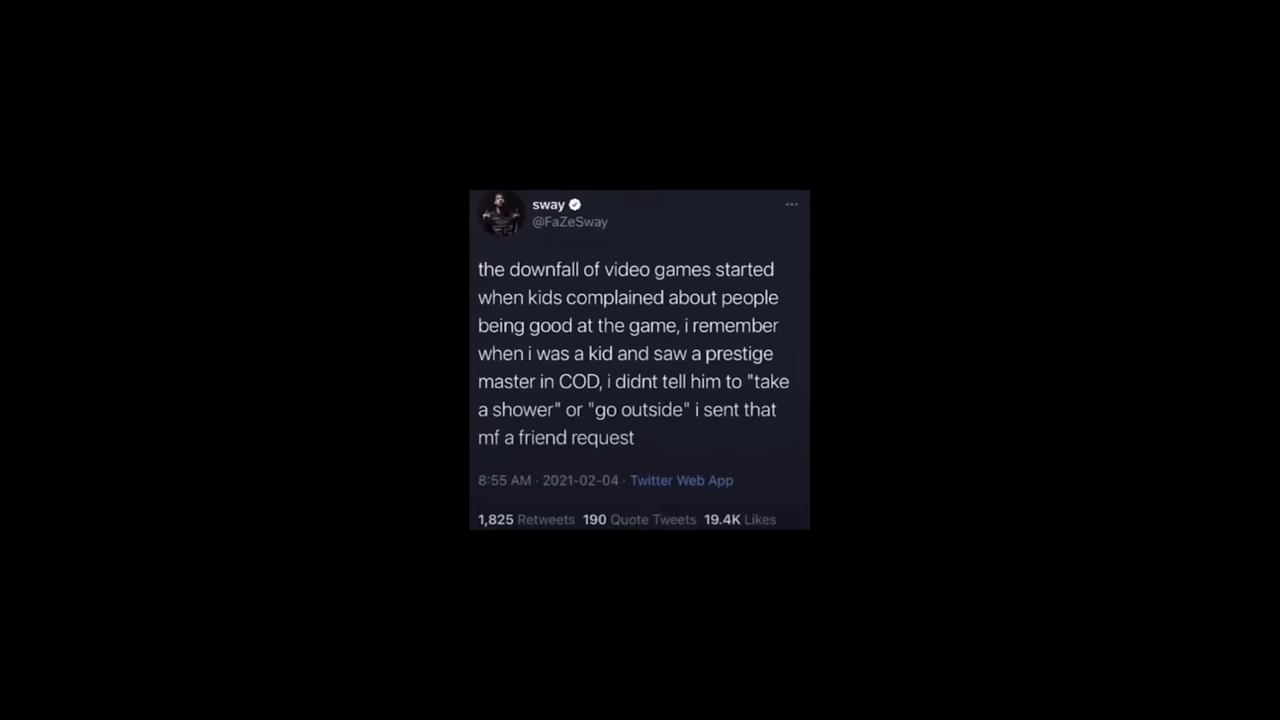 sway
@FaZeSway
the downfall of video games started
when kids complained about people
being good at the game, i remember
when i was a kid and saw a prestige
master in COD, i didnt tell him to "take
a shower" or "go outside" i sent that
mf a friend request
8:55 AM · 2021-02-04 · Twitter Web App
1,825 Retweets 190 Quote Tweets 19.4K Likes